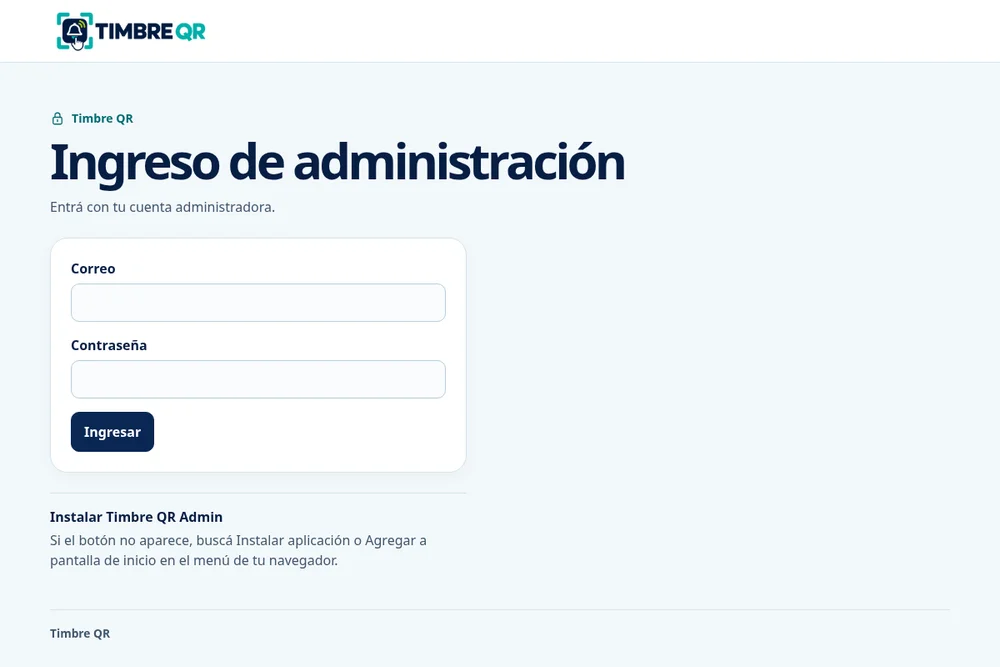 TIMBRE QR
Timbre QR
Ingreso de administración
Entrá con tu cuenta administradora.
Correo
Contraseña
Ingresar
Instalar Timbre QR Admin
Si el botón no aparece, buscá Instalar aplicación o Agregar a
pantalla de inicio en el menú de tu navegador.
Timbre QR